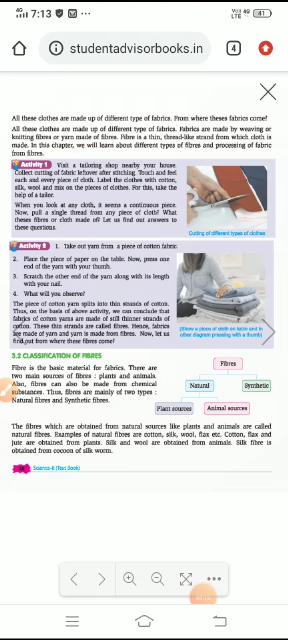 7:13
4G
Vo))
LTE
41
studentadvisorbooks.in
4
All these clothes are made up of different type of fabrics. From where theses fabrics come!
All these clothes are made up of different type of fabrics. Fabrics are made by weaving or
knitting fibres or yarn made of fibres. Fibre is a thin, thread-like strand from which cloth is
made. In this chapter, we will learn about different types of fibres and processing of fabric
from fibres.
Activity 1 Visit a tailoring shop nearby your house.
Collect cutting of fabric leftover after stitching. Touch and feel
each and every piece of cloth. Label the clothes with cotton,
silk, wool and mix on the pieces of clothes. For this, take the
help of a tailor.
When you look at any cloth, it seems a continuous piece.
Now, pull a single thread from any piece of cloth? What
theses fibres or cloth made of? Let us find out answers to
these questions.
Cutting of different types of clothes
Activity 2 1. Take out yarn from a piece of cotton fabric
2. Place the piece of paper on the table. Now, press one
end of the yarn with your thumb.
3. Scratch the other end of the yarn along with its length
with your nail.
4. What will you observe?
The piece of cotton yarn splits into thin strands of cotton.
Thus, on the basis of above activity, we can conclude that
fabrics of cotton yarns are made of still thinner strands of
cotton. These thin strands are called fibres. Hence, fabrics
are made of yarn and yarn is made from fibres. Now, let us
find out from where these fibres come!
(Show a piece of cloth on table and in
other diagram pressing with a thumb)
3.2 CLASSIFICATION OF FIBRES
Fibre is the basic material for fabrics. There are
two main sources of fibres : plants and animals.
Also, fibres can also be made from chemical
substances. Thus, fibres are mainly of two types :
Natural fibres and Synthetic fibres.
Fibres
Natural
Synthetic
Plant sources
Animal sources
The fibres which are obtained from natural sources like plants and animals are called
natural fibres. Examples of natural fibres are cotton, silk, wool, flax etc. Cotton, flax and
jute are obtained from plants. Silk and wool are obtained from animals. Silk fibre is
obtained from cocoon of silk worm.
Science-6 (Text Book)